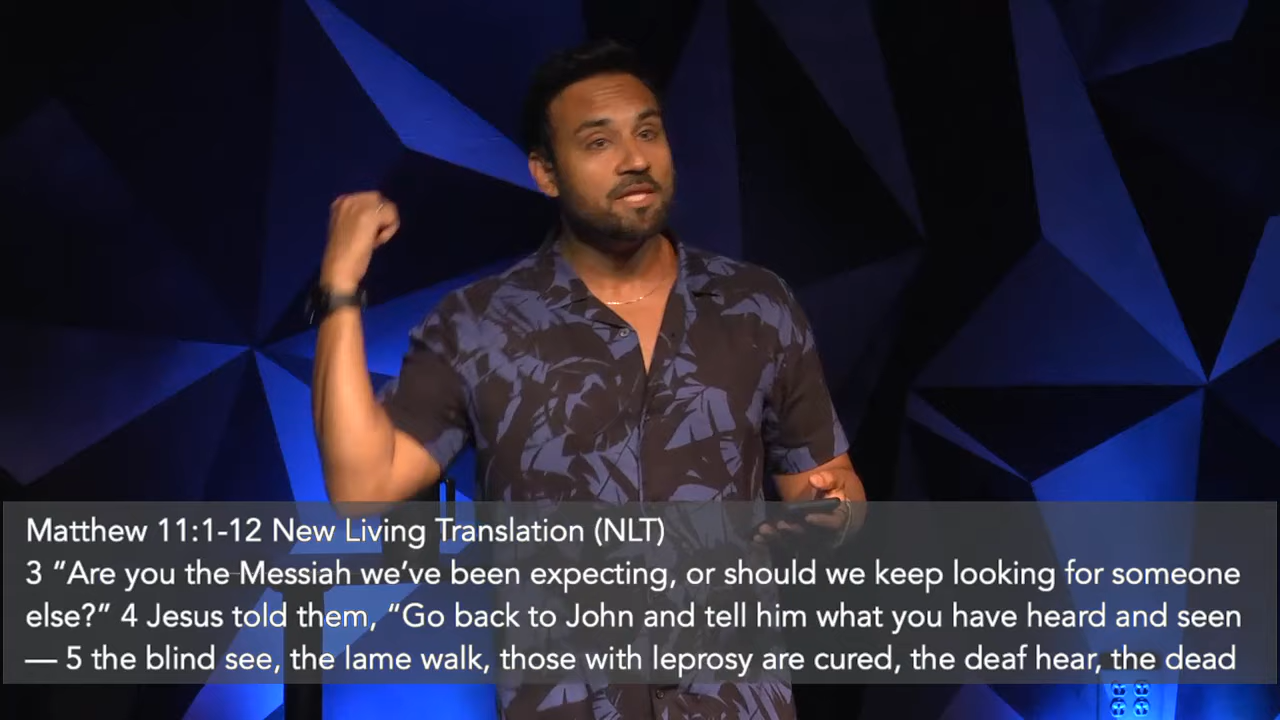 Matthew 11:1-12 New Living Translation (NLT)
3 “Are you the Messiah we’ve been expecting, or should we keep looking for someone
else?” 4 Jesus told them, “Go back to John and tell him what you have heard and seen
— 5 the blind see, the lame walk, those with leprosy are cured, the deaf hear, the dead